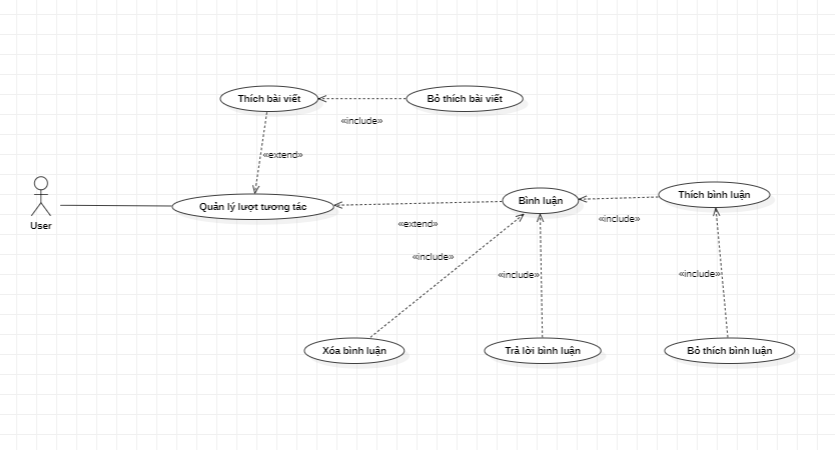 Thích bài viết
Bỏ thích bài viết
«include»
«extend»
User
Quản lý lượt tương tác
Bình luận
Thích bình luận
«extend»
«include»
«include»
«include»
«include»
Xóa bình luận
Trả lời bình luận
Bỏ thích bình luận